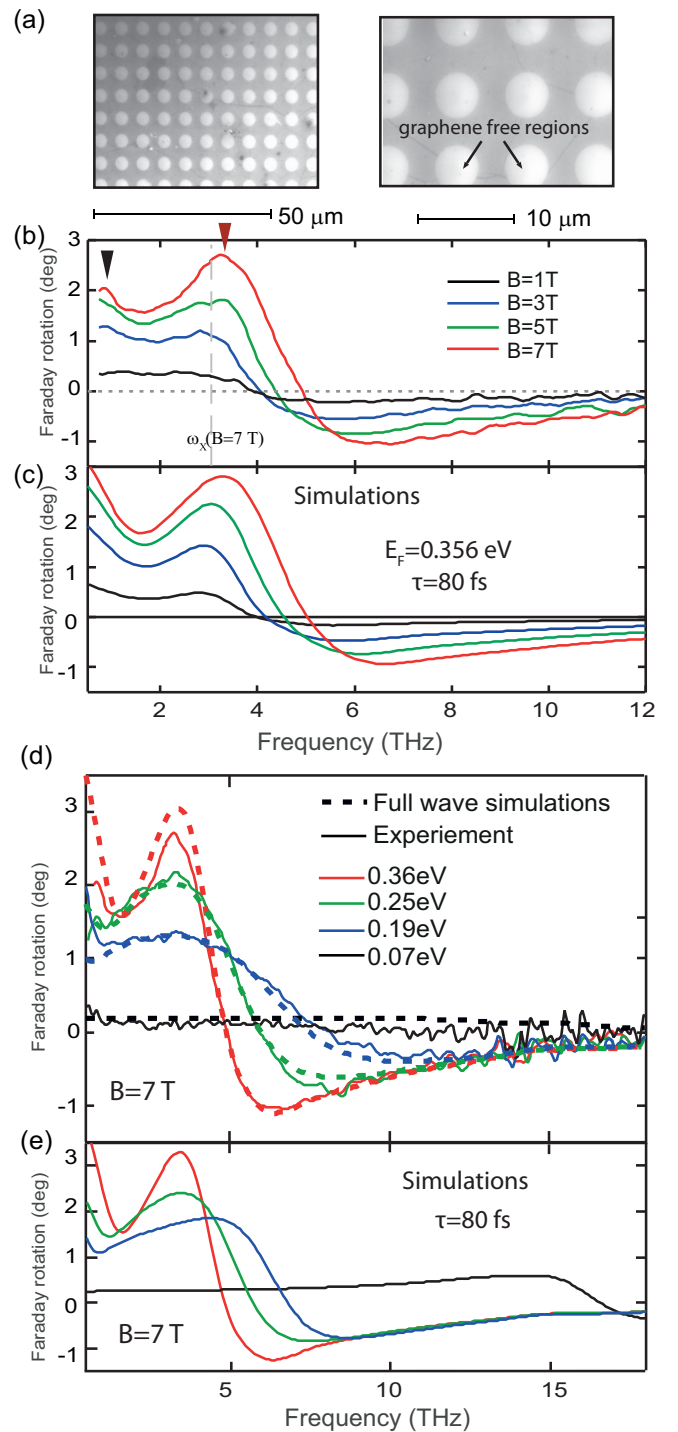 (a)
graphene free regions
50 μm
10 μm
(b)
3
2
1
0
-1
Faraday rotation (deg)
B=1T
B=3T
B=5T
B=7T
ωX(B=7 T)
(c)
3
2
1
0
-1
Faraday rotation (deg)
Simulations
EF=0.356 eV
τ=80 fs
2 4 6 8 10 12
Frequency (THz)
(d)
3
2
1
0
-1
Faraday rotation (deg)
Full wave simulations
Experiement
0.36eV
0.25eV
0.19eV
0.07eV
B=7 T
(e)
3
2
1
0
-1
Faraday rotation (deg)
Simulations
τ=80 fs
B=7 T
5 10 15
Frequency (THz)